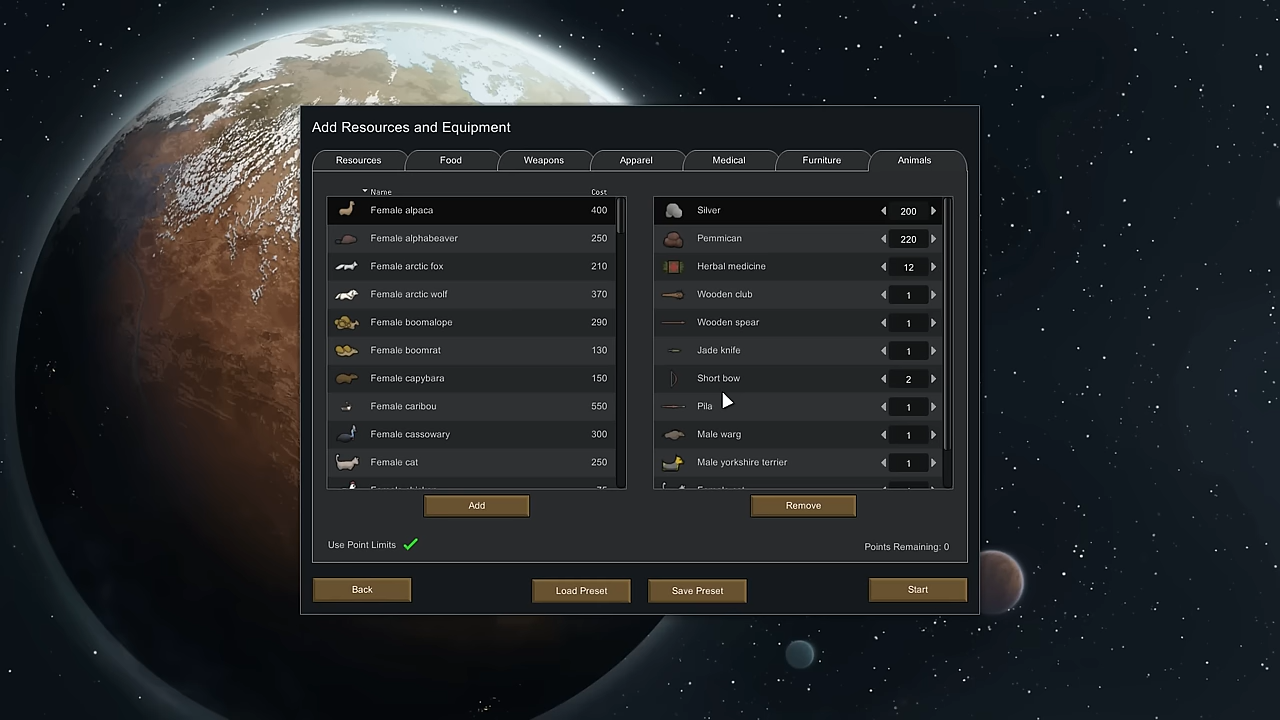 Add Resources and Equipment
Resources Food Weapons Apparel Medical Furniture Animals
Name Cost
Female alpaca 400
Female alphabeaver 250
Female arctic fox 210
Female arctic wolf 370
Female boomalope 290
Female boomrat 130
Female capybara 150
Female caribou 550
Female cassowary 300
Female cat 250
Silver 200
Pemmican 220
Herbal medicine 12
Wooden club 1
Wooden spear 1
Jade knife 1
Short bow 2
Pila 1
Male warg 1
Male yorkshire terrier 1
Add
Remove
Use Point Limits
Points Remaining: 0
Back
Load Preset
Save Preset
Start